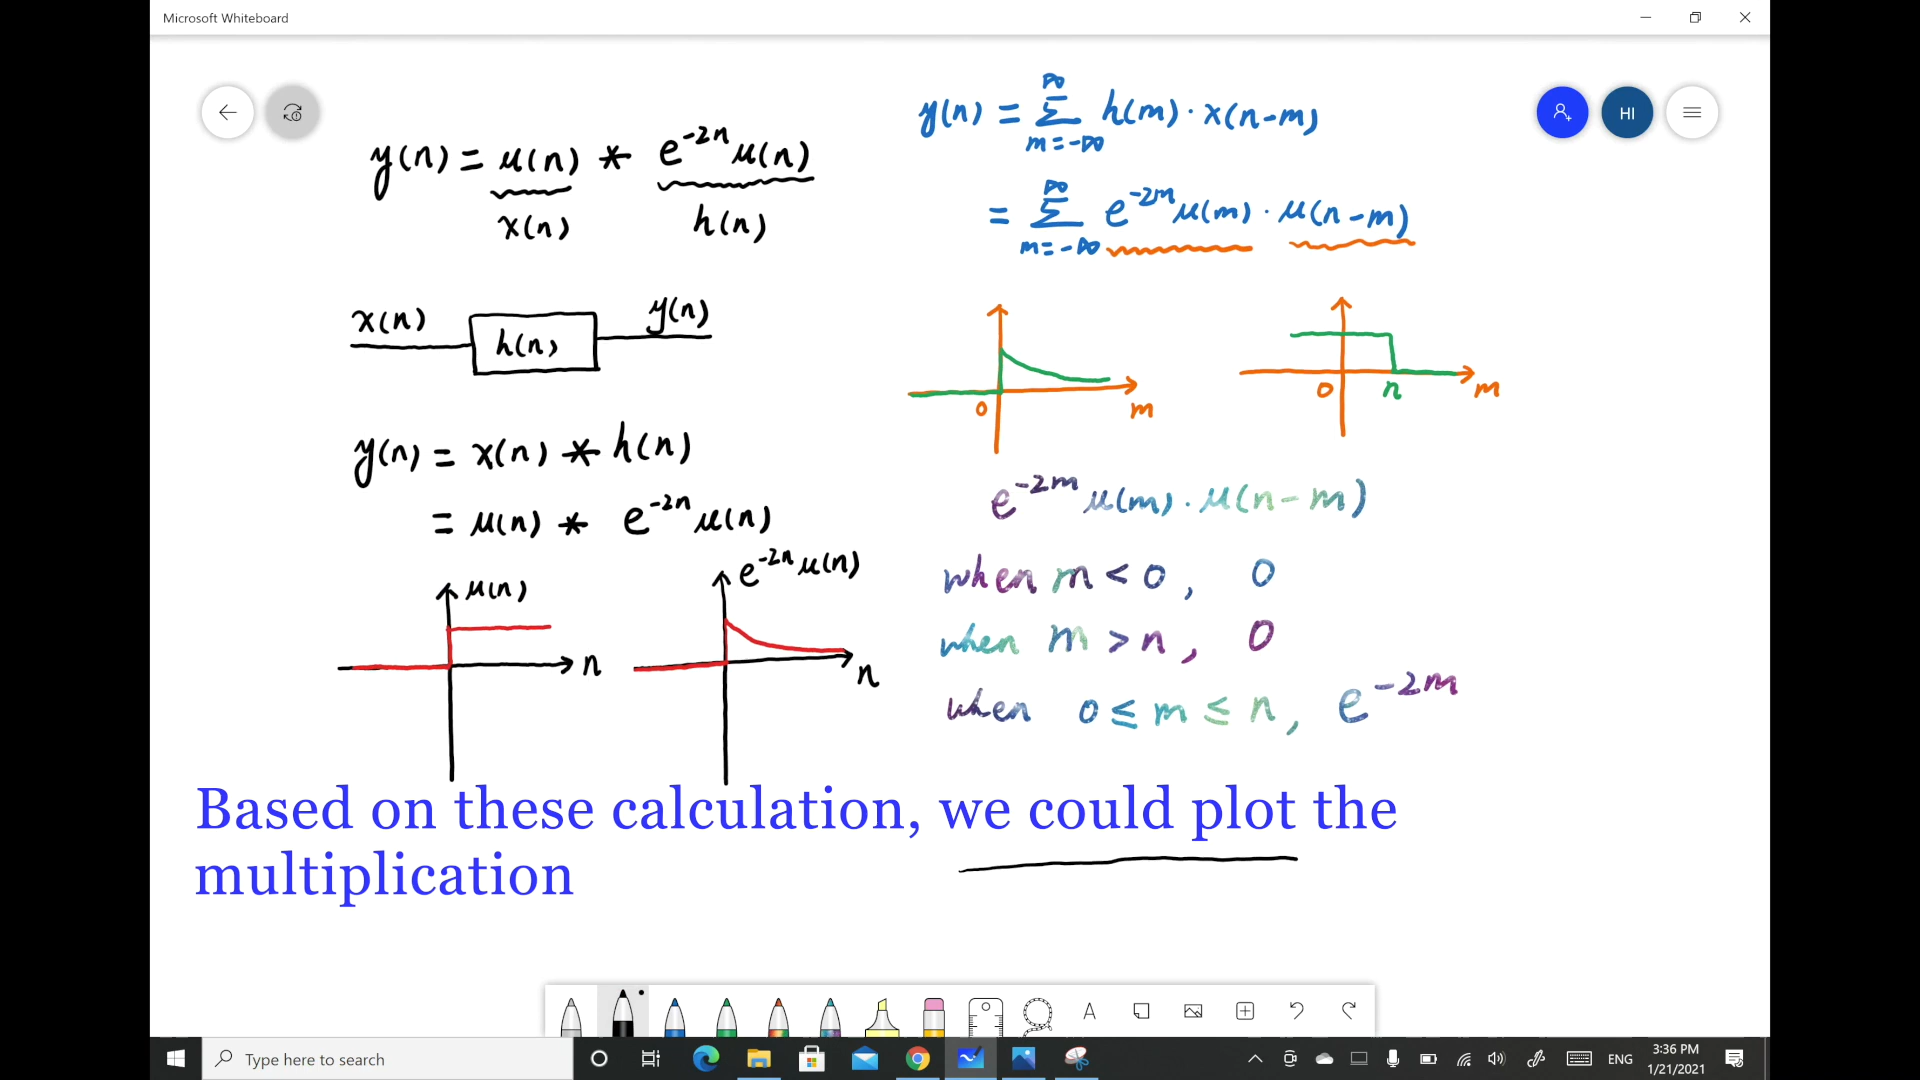 Microsoft Whiteboard
HI
y(n) = u(n) * e^{-2n} u(n)
x(n) h(n)
x(n) h(n) y(n)
y(n) = x(n) * h(n)
= u(n) * e^{-2n} u(n)
u(n)
n
e^{-2n} u(n)
n
y(n) = ∑_{m=-∞}^{∞} h(m) · x(n-m)
= ∑_{m=-∞}^{∞} e^{-2m} u(m) · u(n-m)
0 m
0 n m
e^{-2m} u(m) · u(n-m)
when m < 0, 0
when m > n, 0
when 0 ≤ m ≤ n, e^{-2m}
Based on these calculation, we could plot the
multiplication
A
Type here to search
ENG
3:36 PM
1/21/2021